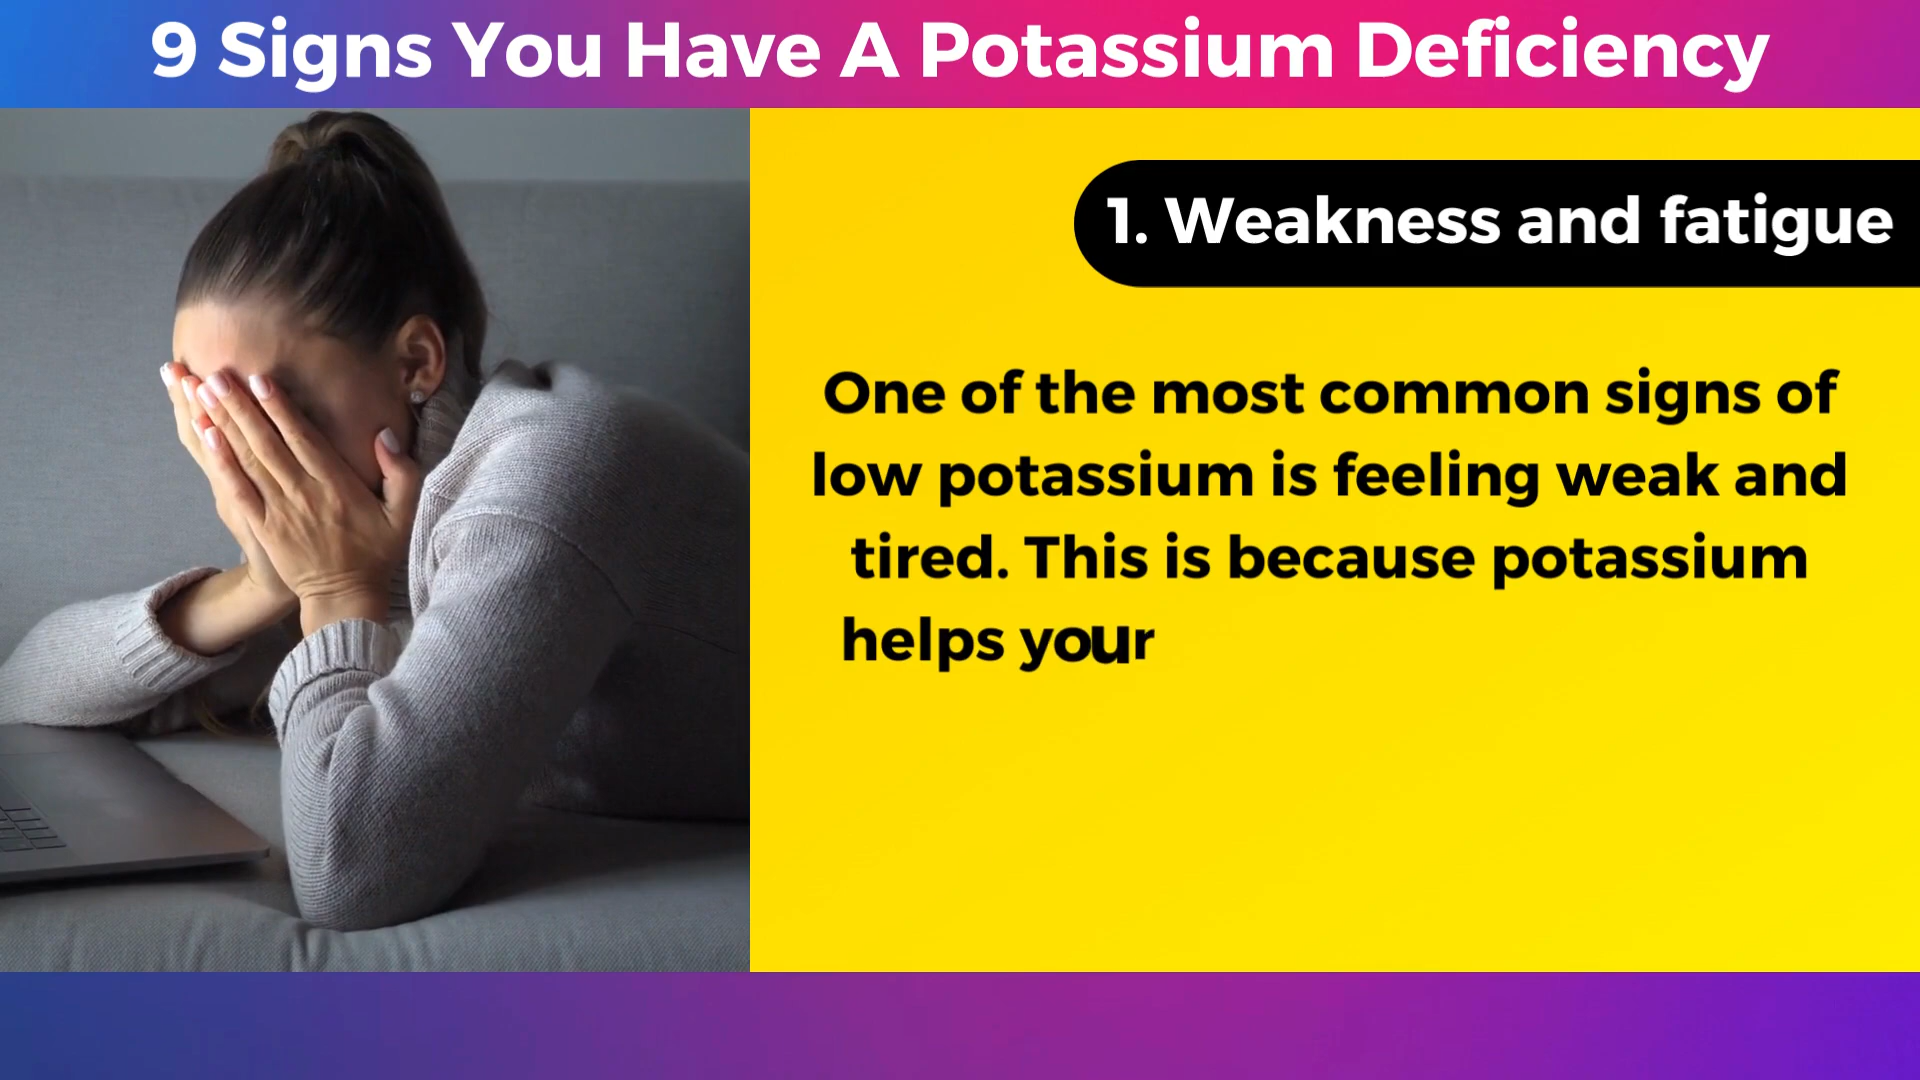 9 Signs You Have A Potassium Deficiency
1. Weakness and fatigue
One of the most common signs of
low potassium is feeling weak and
tired. This is because potassium
helps your